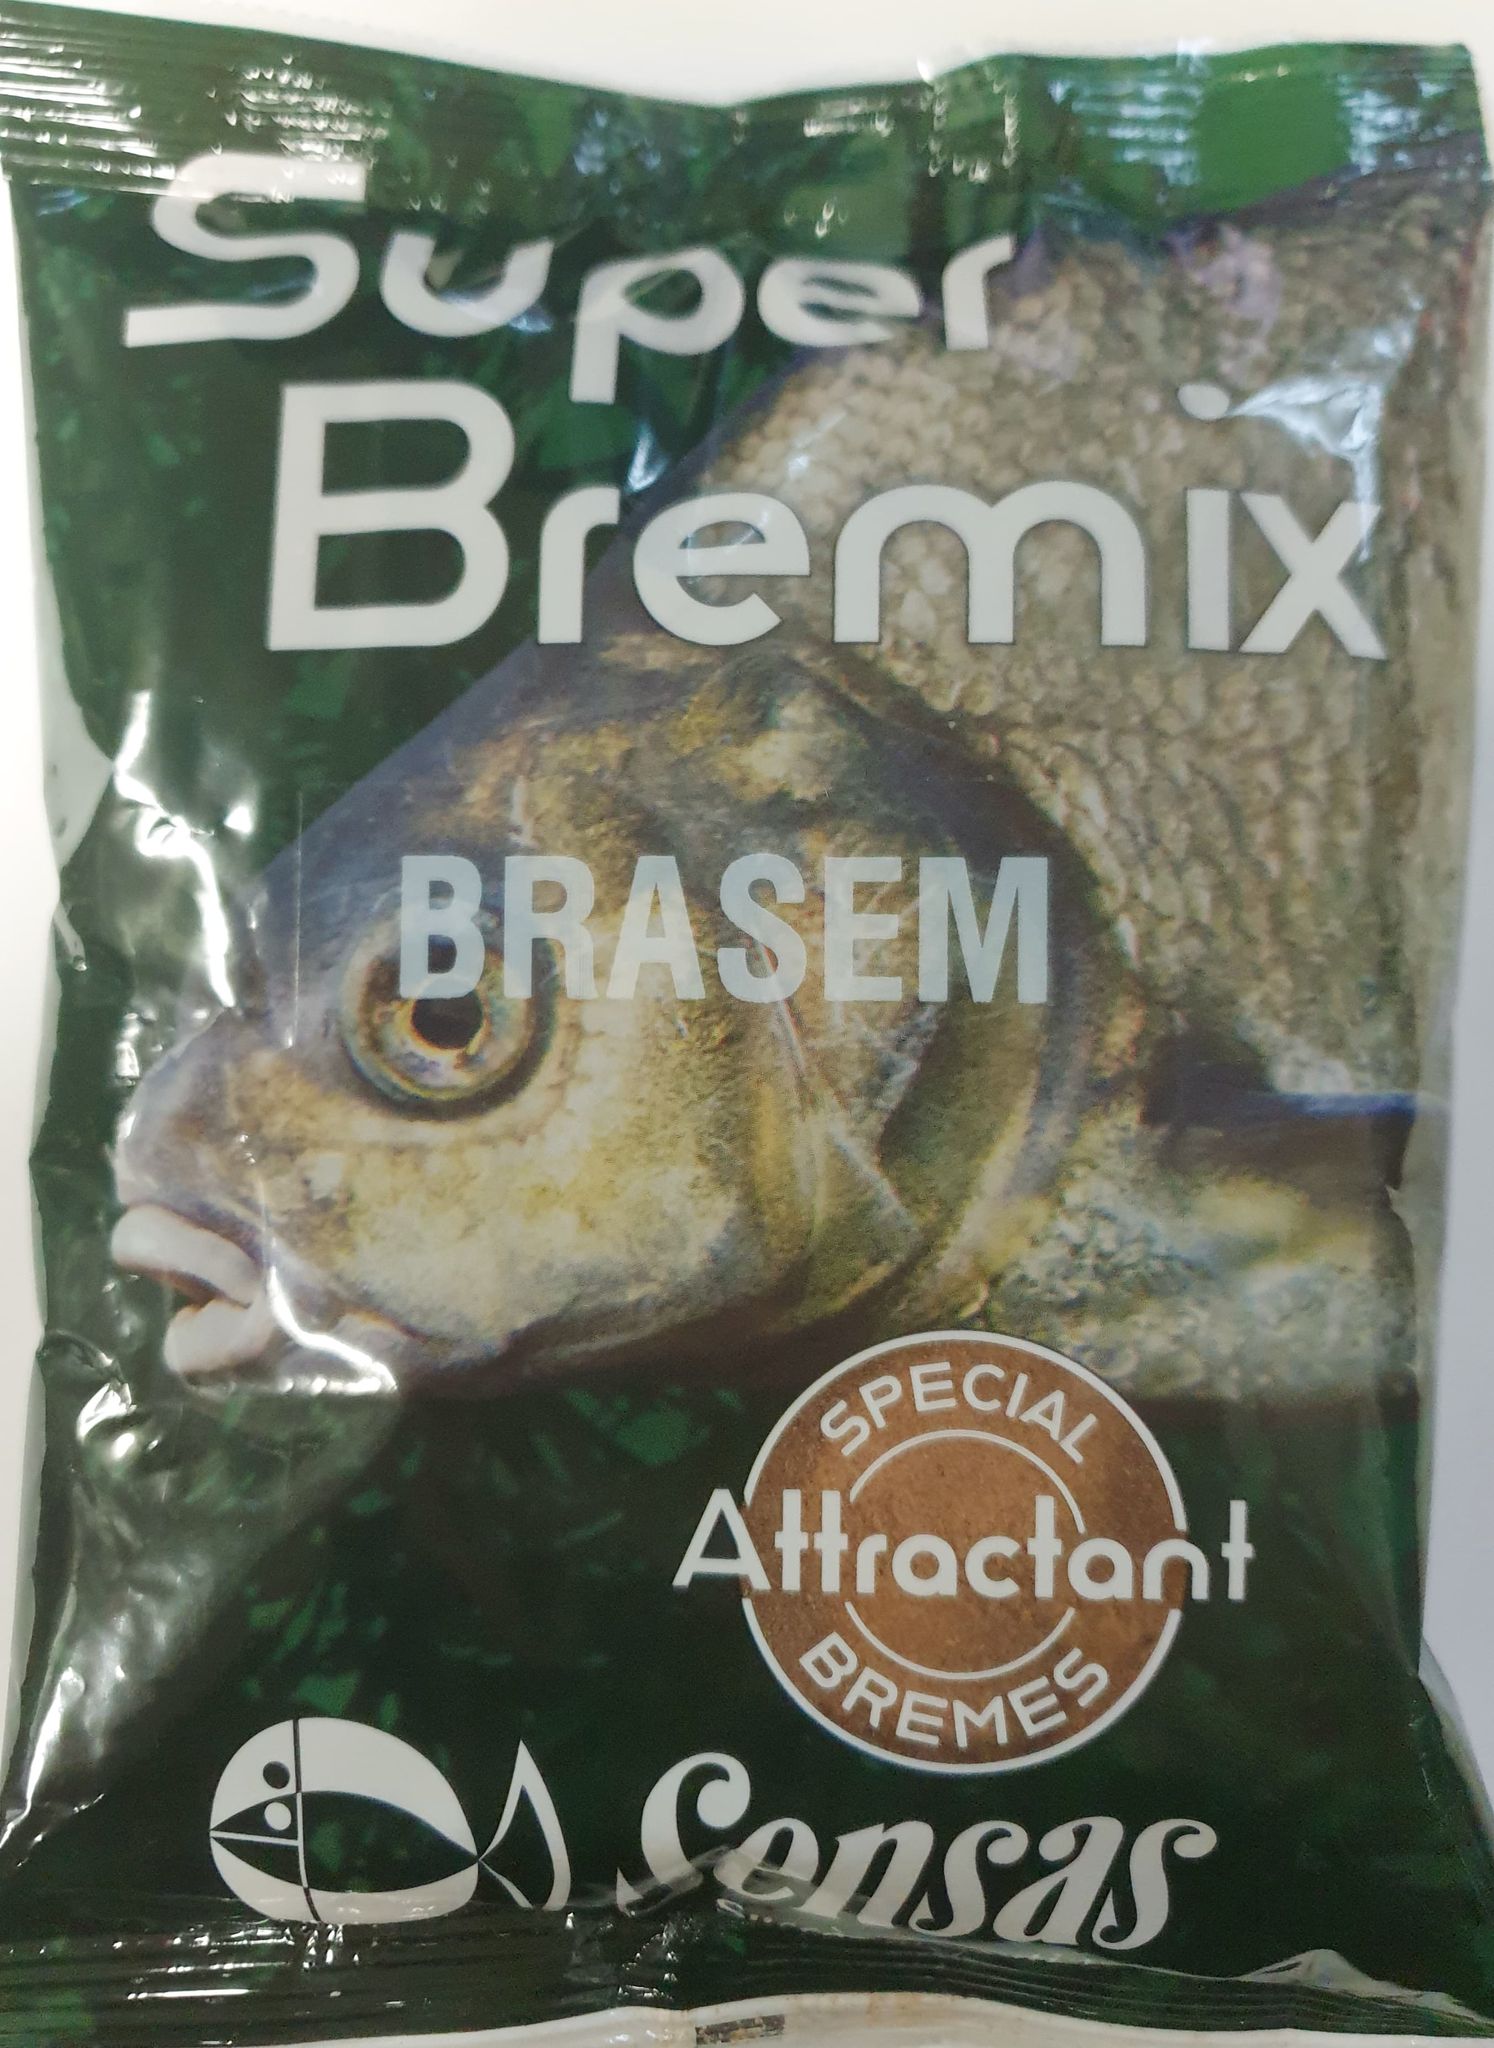 Super
Bremix
BRASEM
SPECIAL
Attractant
BREMES
Sensas